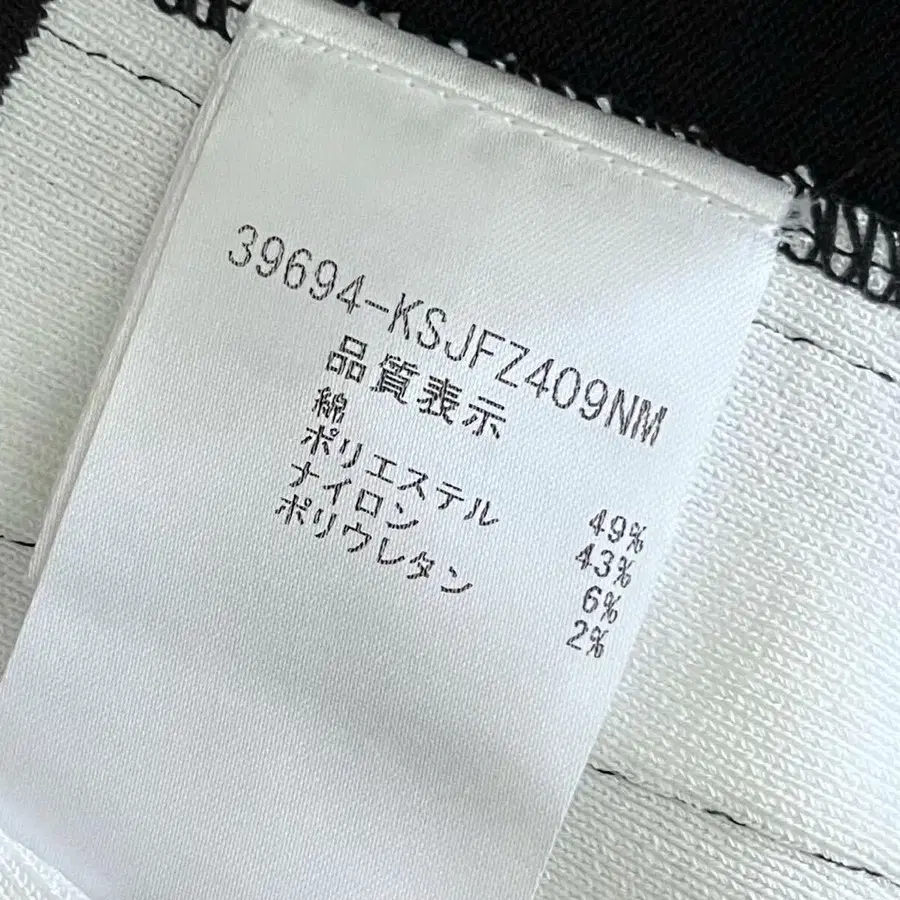 39694-KSJFZ409NM
品質表示
綿 49%
ポリエステル 43%
ナイロン 6%
ポリウレタン 2%